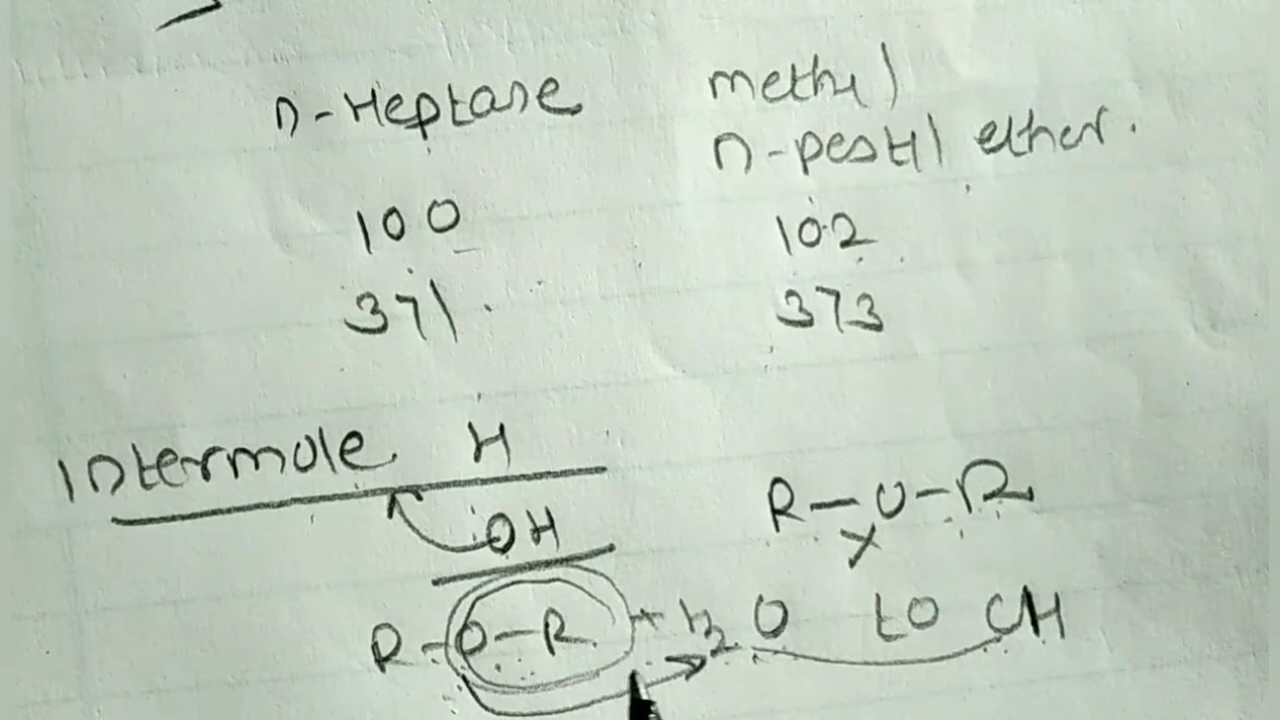 n-Heptane methyl
n-pentyl ether.
100 102
371 373
Intermole H
OH R-O-R
X
R-O-R + H2O to OH